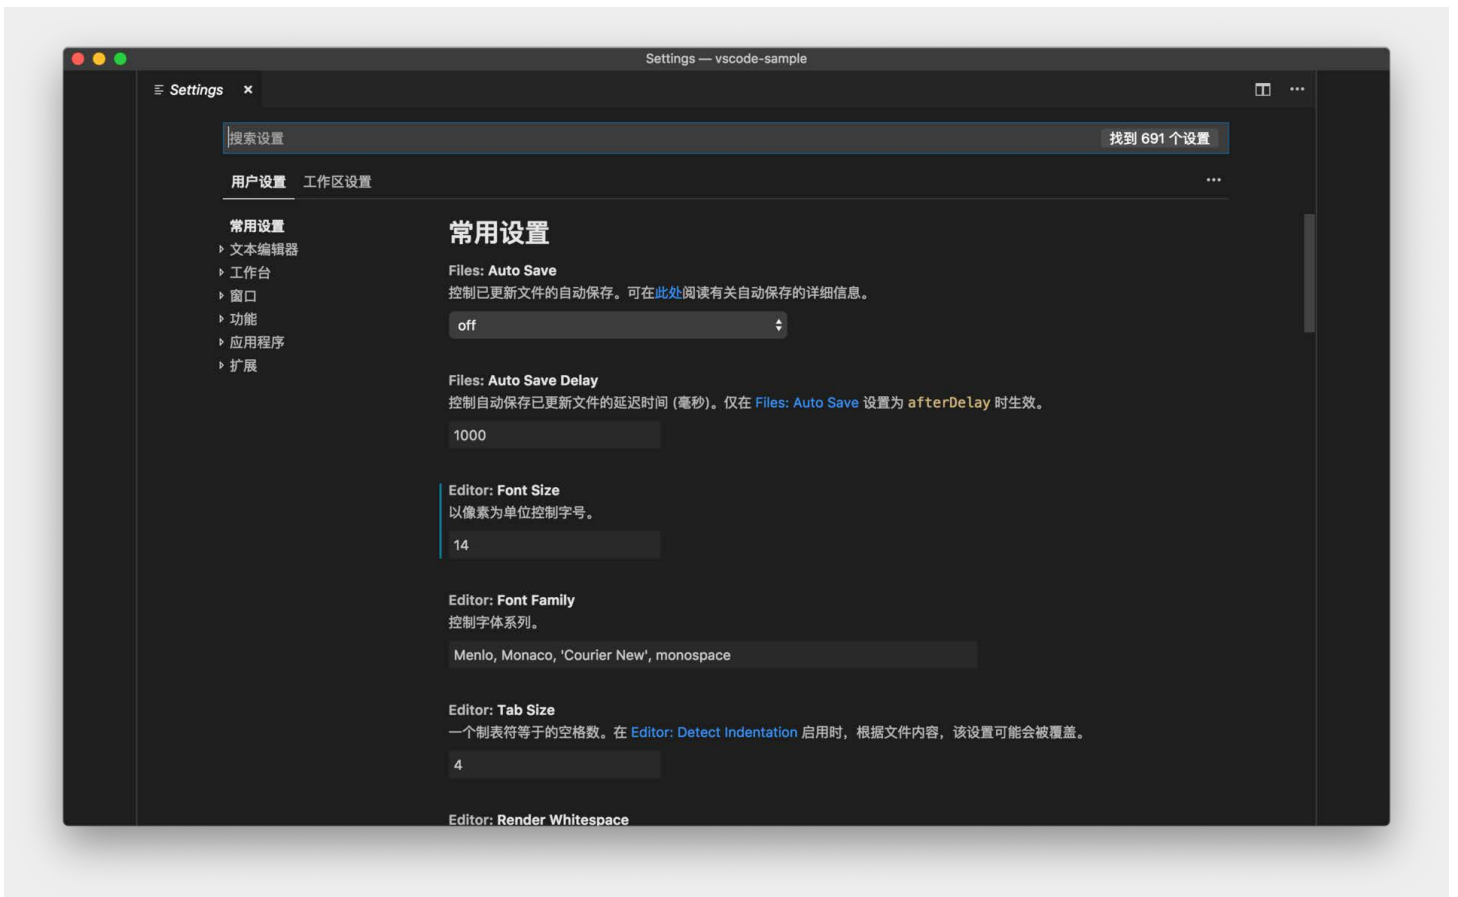 Settings — vscode-sample
Settings
搜索设置
找到 691 个设置
用户设置 工作区设置
常用设置
文本编辑器
工作台
窗口
功能
应用程序
扩展
常用设置
Files: Auto Save
控制已更新文件的自动保存。可在此处阅读有关自动保存的详细信息。
off
Files: Auto Save Delay
控制自动保存已更新文件的延迟时间 (毫秒)。仅在 Files: Auto Save 设置为 afterDelay 时生效。
1000
Editor: Font Size
以像素为单位控制字号。
14
Editor: Font Family
控制字体系列。
Menlo, Monaco, 'Courier New', monospace
Editor: Tab Size
一个制表符等于的空格数。在 Editor: Detect Indentation 启用时，根据文件内容，该设置可能会被覆盖。
4
Editor: Render Whitespace